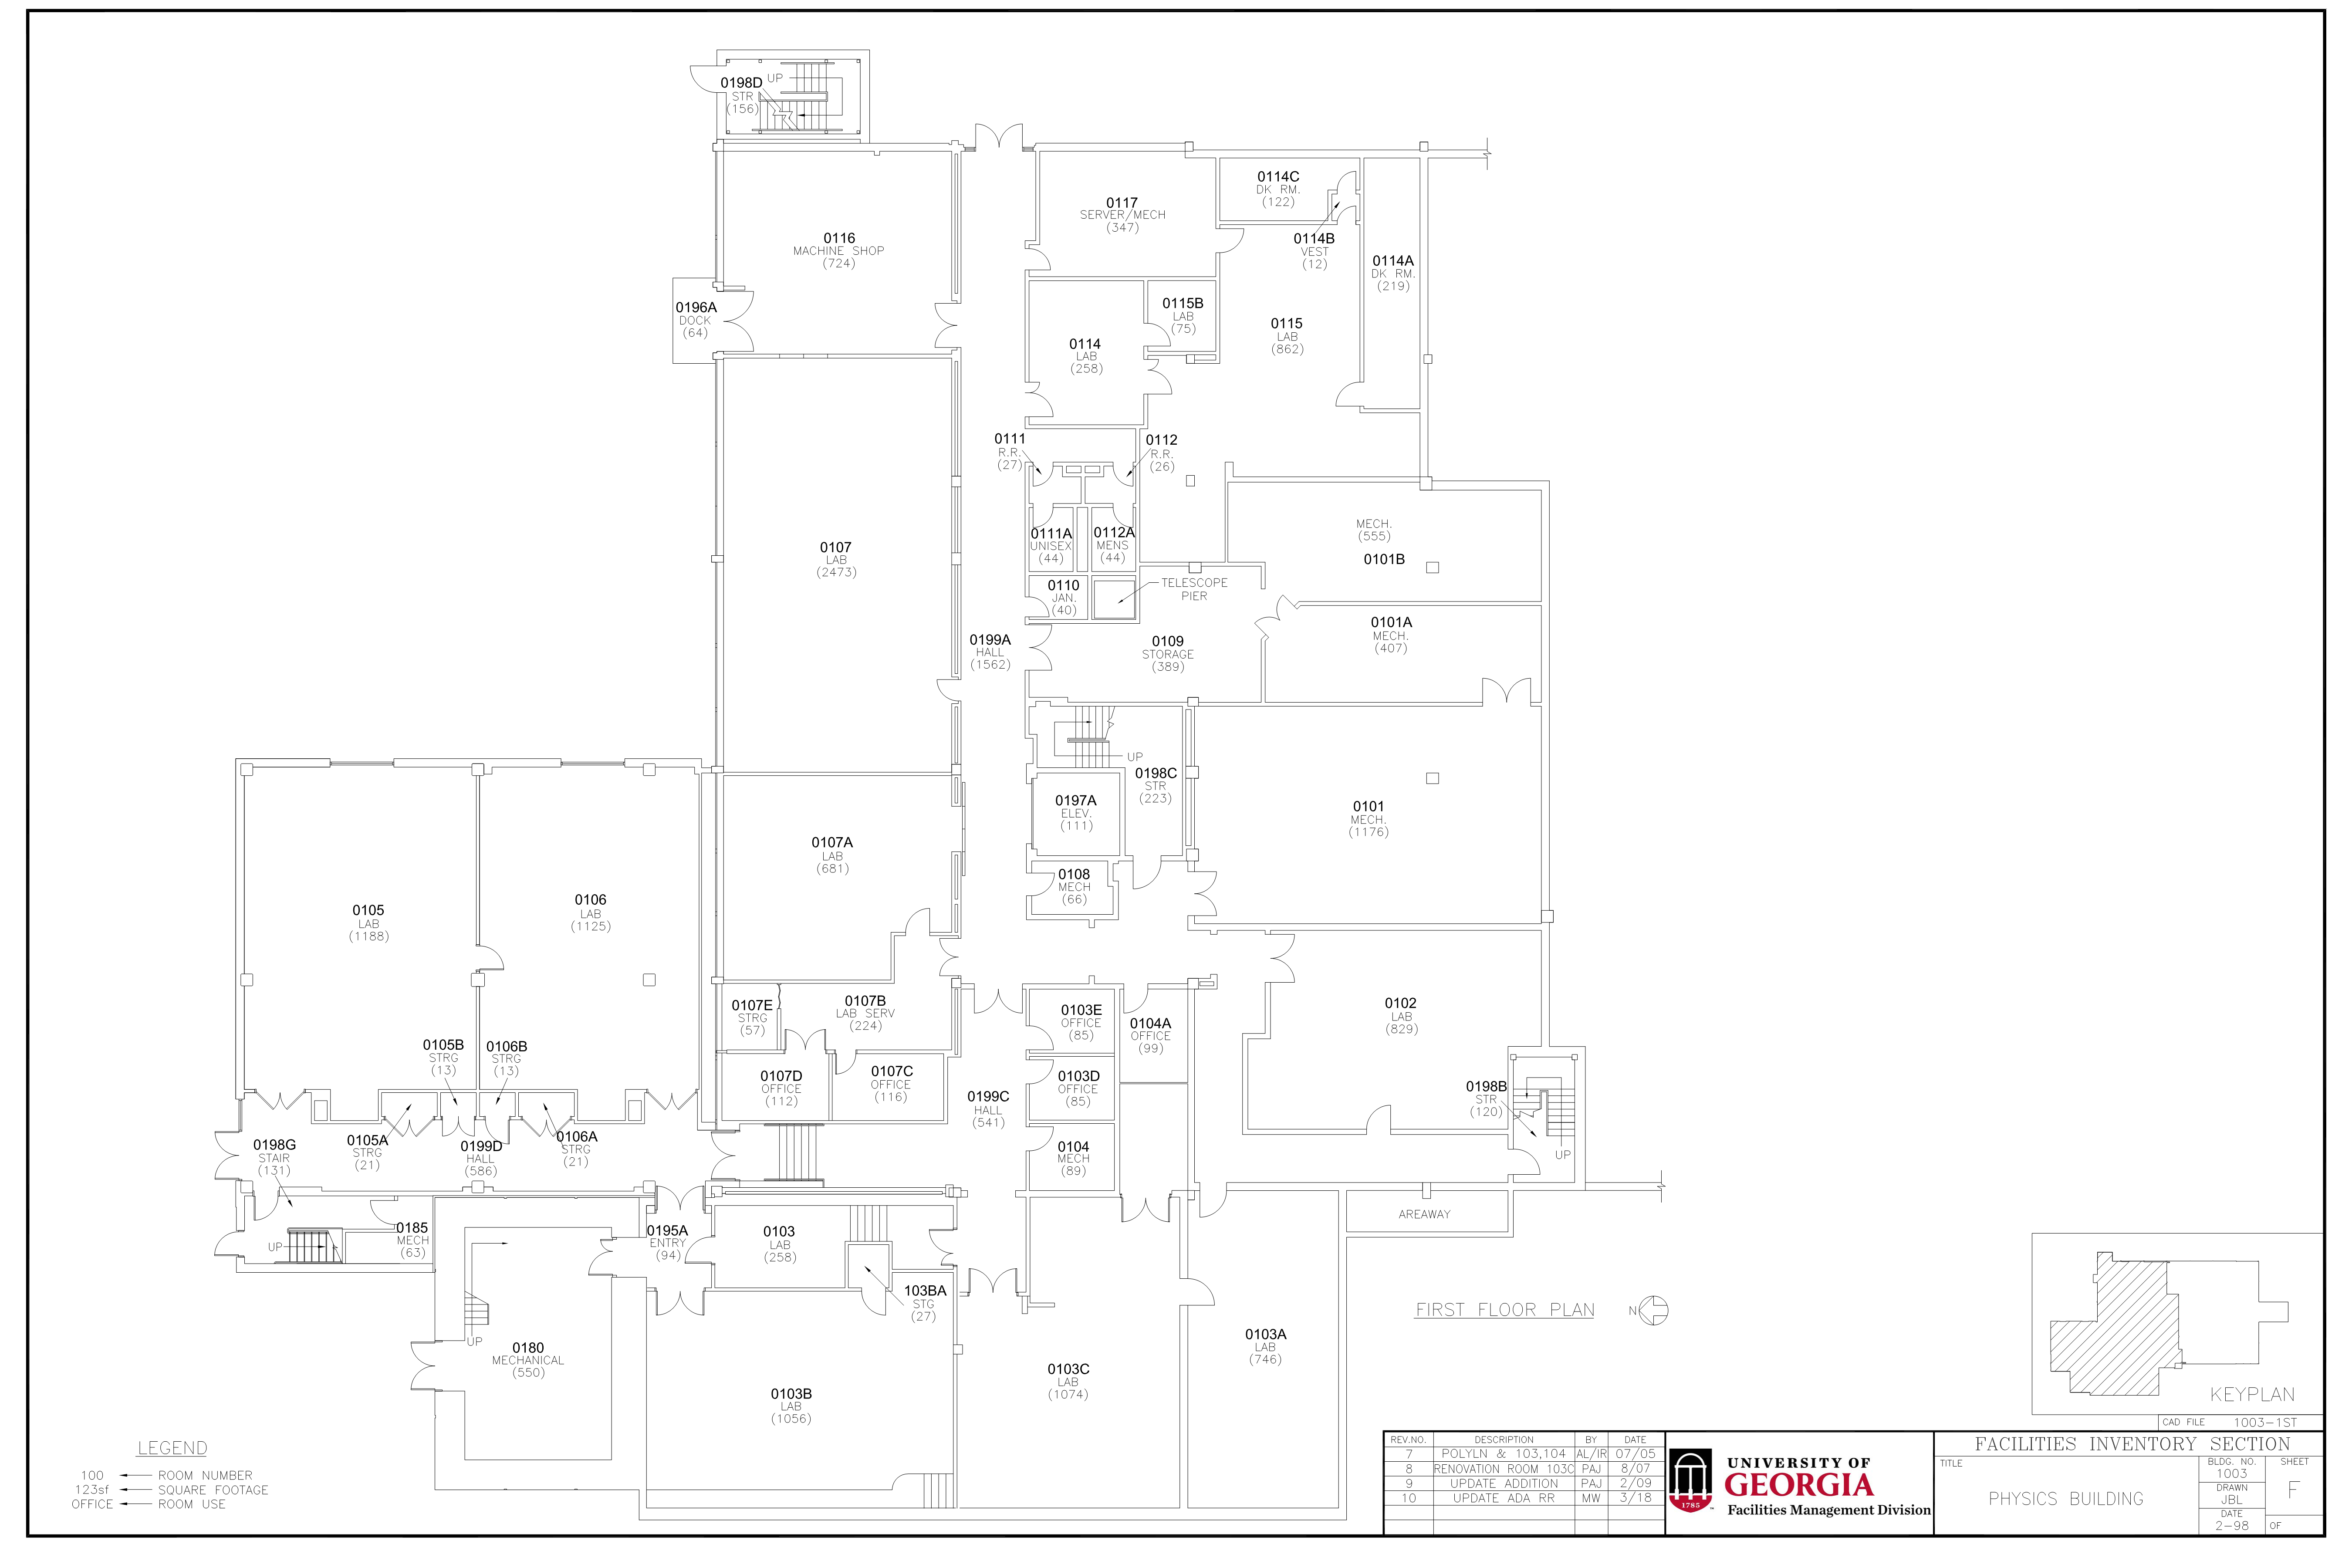 0198D
STR
(156)
UP
0117
SERVER/MECH
(347)
0114C
DK RM.
(122)
0114B
VEST
(12)
0114A
DK RM.
(219)
0116
MACHINE SHOP
(724)
0196A
DOCK
(64)
0115B
LAB
(75)
0115
LAB
(862)
0114
LAB
(258)
0111
R.R.
(27)
0112
R.R.
(26)
0111A
UNISEX
(44)
0112A
MENS
(44)
MECH.
(555)
0101B
0107
LAB
(2473)
0110
JAN.
(40)
TELESCOPE
PIER
0101A
MECH.
(407)
0199A
HALL
(1562)
0109
STORAGE
(389)
UP
0198C
STR
(223)
0197A
ELEV.
(111)
0101
MECH.
(1176)
0107A
LAB
(681)
0108
MECH
(66)
0105
LAB
(1188)
0106
LAB
(1125)
0107E
STRG
(57)
0107B
LAB SERV
(224)
0103E
OFFICE
(85)
0104A
OFFICE
(99)
0102
LAB
(829)
0105B
STRG
(13)
0106B
STRG
(13)
0107D
OFFICE
(112)
0107C
OFFICE
(116)
0103D
OFFICE
(85)
0199C
HALL
(541)
0198B
STR
(120)
UP
0198G
STAIR
(131)
0105A
STRG
(21)
0199D
HALL
(586)
0106A
STRG
(21)
0104
MECH
(89)
UP
0185
MECH
(63)
0195A
ENTRY
(94)
0103
LAB
(258)
AREAWAY
103BA
STG
(27)
UP
0180
MECHANICAL
(550)
0103B
LAB
(1056)
0103C
LAB
(1074)
0103A
LAB
(746)
FIRST FLOOR PLAN
N
KEYPLAN
LEGEND
100 ROOM NUMBER
123sf SQUARE FOOTAGE
OFFICE ROOM USE
CAD FILE 1003-1ST
REV.NO. DESCRIPTION BY DATE
7 POLYLN & 103,104 AL/IR 07/05
8 RENOVATION ROOM 103C PAJ 8/07
9 UPDATE ADDITION PAJ 2/09
10 UPDATE ADA RR MW 3/18
1785
UNIVERSITY OF
GEORGIA
Facilities Management Division
FACILITIES INVENTORY SECTION
TITLE
PHYSICS BUILDING
BLDG. NO.
1003
DRAWN
JBL
DATE
2-98
SHEET
F
OF